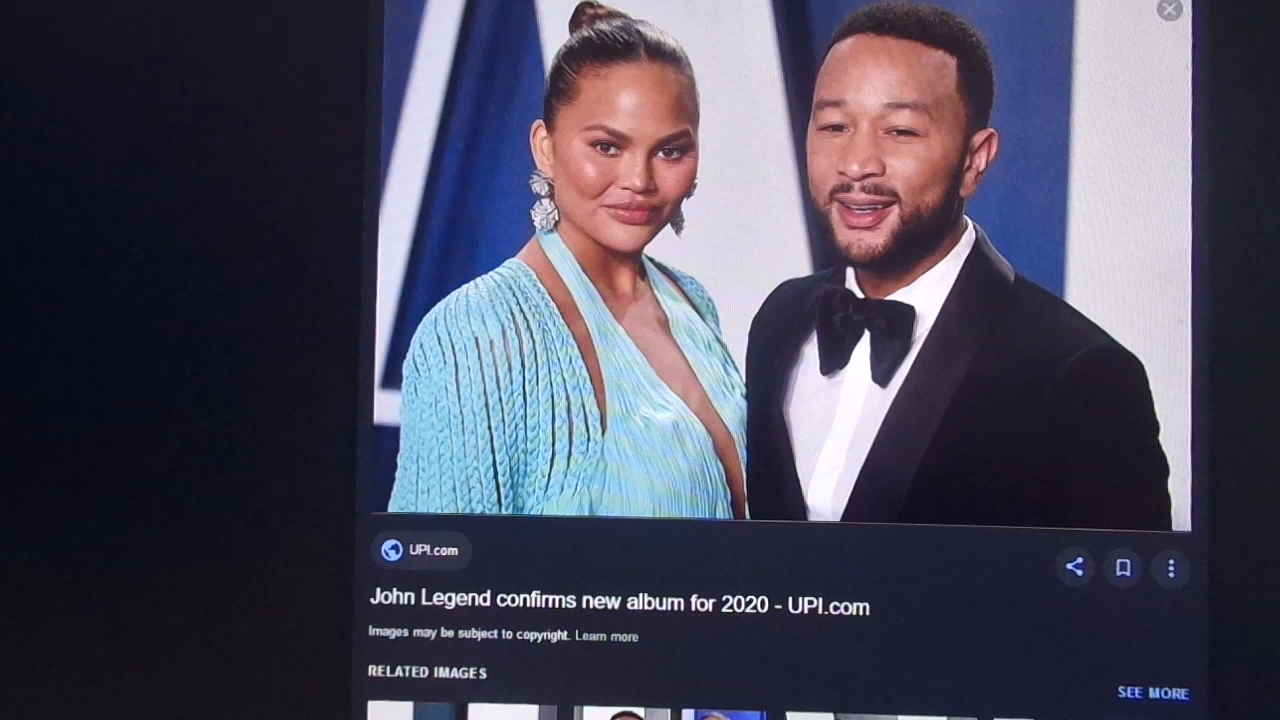 UPI.com
John Legend confirms new album for 2020 - UPI.com
Images may be subject to copyright. Learn more
RELATED IMAGES
SEE MORE